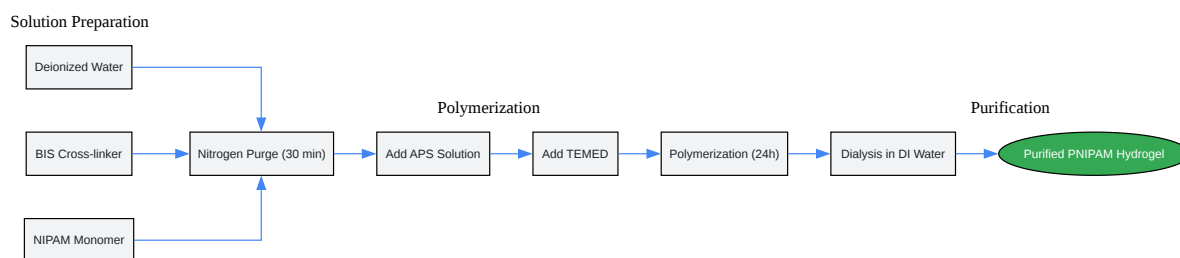 Solution Preparation
Deionized Water
Polymerization
Purification
BIS Cross-linker
Nitrogen Purge (30 min)
Add APS Solution
Add TEMED
Polymerization (24h)
Dialysis in DI Water
Purified PNIPAM Hydrogel
NIPAM Monomer